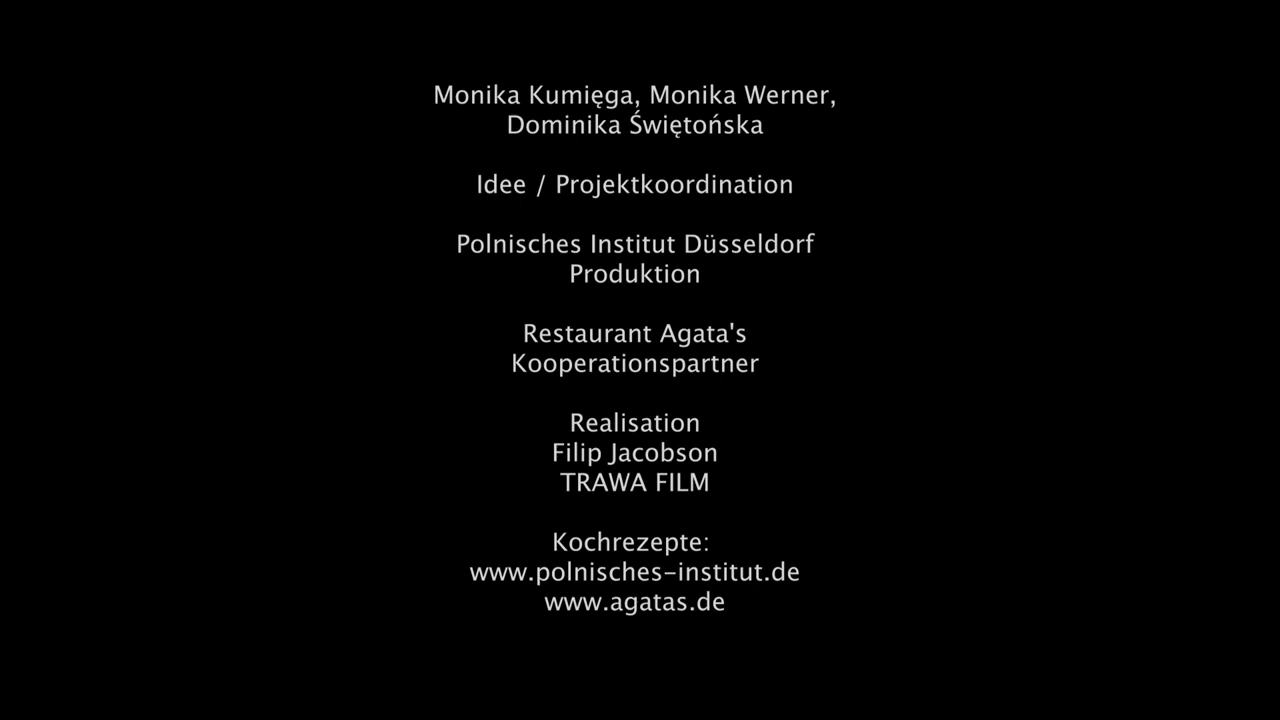 Monika Kumięga, Monika Werner,
Dominika Świętońska
Idee / Projektkoordination
Polnisches Institut Düsseldorf
Produktion
Restaurant Agata's
Kooperationspartner
Realisation
Filip Jacobson
TRAWA FILM
Kochrezepte:
www.polnisches-institut.de
www.agatas.de